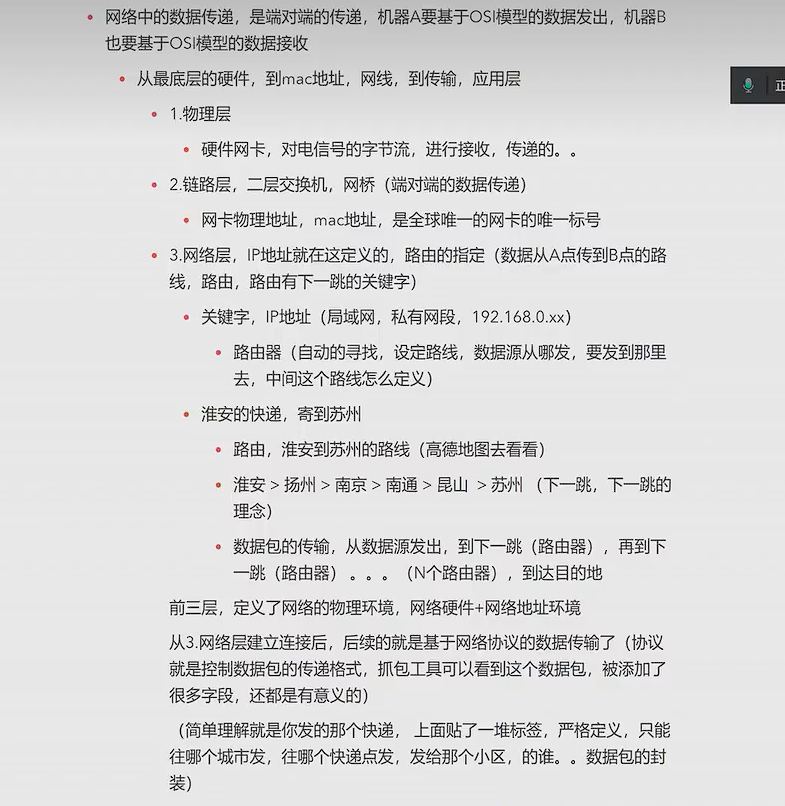 网络中的数据传递，是端对端的传递，机器A要基于OSI模型的数据发出，机器B
也要基于OSI模型的数据接收
从最底层的硬件，到mac地址，网线，到传输，应用层
1.物理层
硬件网卡，对电信号的字节流，进行接收，传递的。。
2.链路层，二层交换机，网桥（端对端的数据传递）
网卡物理地址，mac地址，是全球唯一的网卡的唯一标号
3.网络层，IP地址就在这定义的，路由的指定（数据从A点传到B点的路
线，路由，路由有下一跳的关键字）
关键字，IP地址（局域网，私有网段，192.168.0.xx）
路由器（自动的寻找，设定路线，数据源从哪发，要发到那里
去，中间这个路线怎么定义）
淮安的快递，寄到苏州
路由，淮安到苏州的路线（高德地图去看看）
淮安 > 扬州 > 南京 > 南通 > 昆山 > 苏州 （下一跳，下一跳的
理念）
数据包的传输，从数据源发出，到下一跳（路由器），再到下
一跳（路由器）。。。（N个路由器），到达目的地
前三层，定义了网络的物理环境，网络硬件+网络地址环境
从3.网络层建立连接后，后续的就是基于网络协议的数据传输了（协议
就是控制数据包的传递格式，抓包工具可以看到这个数据包，被添加了
很多字段，还都是有意义的）
（简单理解就是你发的那个快递， 上面贴了一堆标签，严格定义，只能
往哪个城市发，往哪个快递点发，发给那个小区，的谁。。数据包的封
装）
正